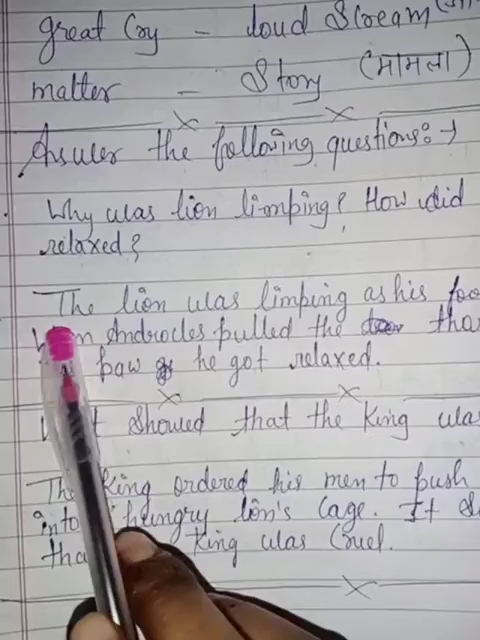 great Cry - loud Scream
matter - Story (मामला)
Answer the following questions:→
Why was lion limping? How did
relaxed?
The lion was limping as his
Androcles pulled the
paw he got relaxed.
Showed that the King was
The King ordered his men to push
into hungry lion's Cage. It
King was Cruel.